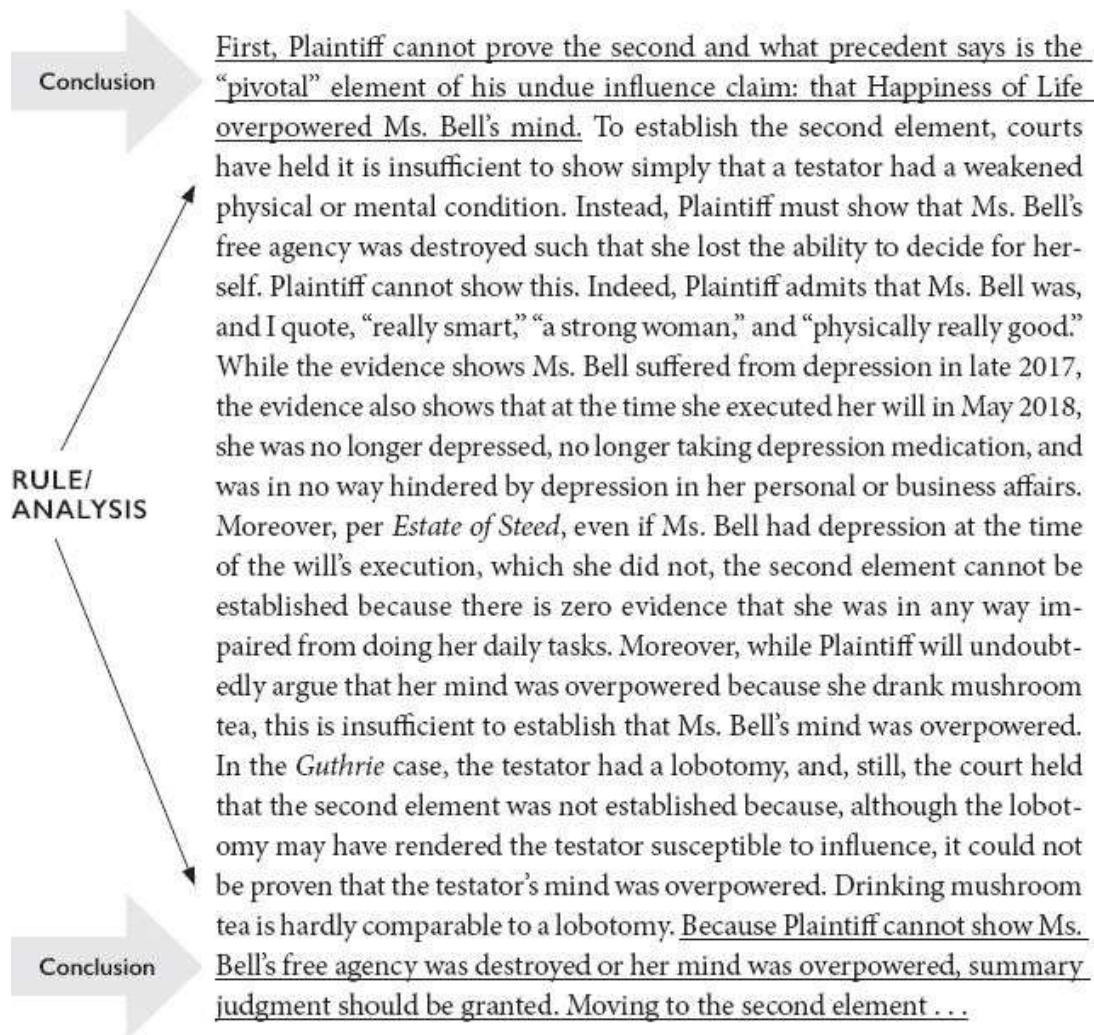 First, Plaintiff cannot prove the second and what precedent says is the
Conclusion
“pivotal” element of his undue influence claim: that Happiness of Life
overpowered Ms. Bell’s mind. To establish the second element, courts
have held it is insufficient to show simply that a testator had a weakened
physical or mental condition. Instead, Plaintiff must show that Ms. Bell’s
free agency was destroyed such that she lost the ability to decide for her-
self. Plaintiff cannot show this. Indeed, Plaintiff admits that Ms. Bell was,
and I quote, “really smart,” “a strong woman,” and “physically really good.”
While the evidence shows Ms. Bell suffered from depression in late 2017,
the evidence also shows that at the time she executed her will in May 2018,
she was no longer depressed, no longer taking depression medication, and
RULE/
ANALYSIS
was in no way hindered by depression in her personal or business affairs.
Moreover, per Estate of Steed, even if Ms. Bell had depression at the time
of the will’s execution, which she did not, the second element cannot be
established because there is zero evidence that she was in any way im-
paired from doing her daily tasks. Moreover, while Plaintiff will undoubt-
edly argue that her mind was overpowered because she drank mushroom
tea, this is insufficient to establish that Ms. Bell’s mind was overpowered.
In the Guthrie case, the testator had a lobotomy, and, still, the court held
that the second element was not established because, although the lobot-
omy may have rendered the testator susceptible to influence, it could not
be proven that the testator’s mind was overpowered. Drinking mushroom
tea is hardly comparable to a lobotomy. Because Plaintiff cannot show Ms.
Conclusion
Bell’s free agency was destroyed or her mind was overpowered, summary
judgment should be granted. Moving to the second element . . .